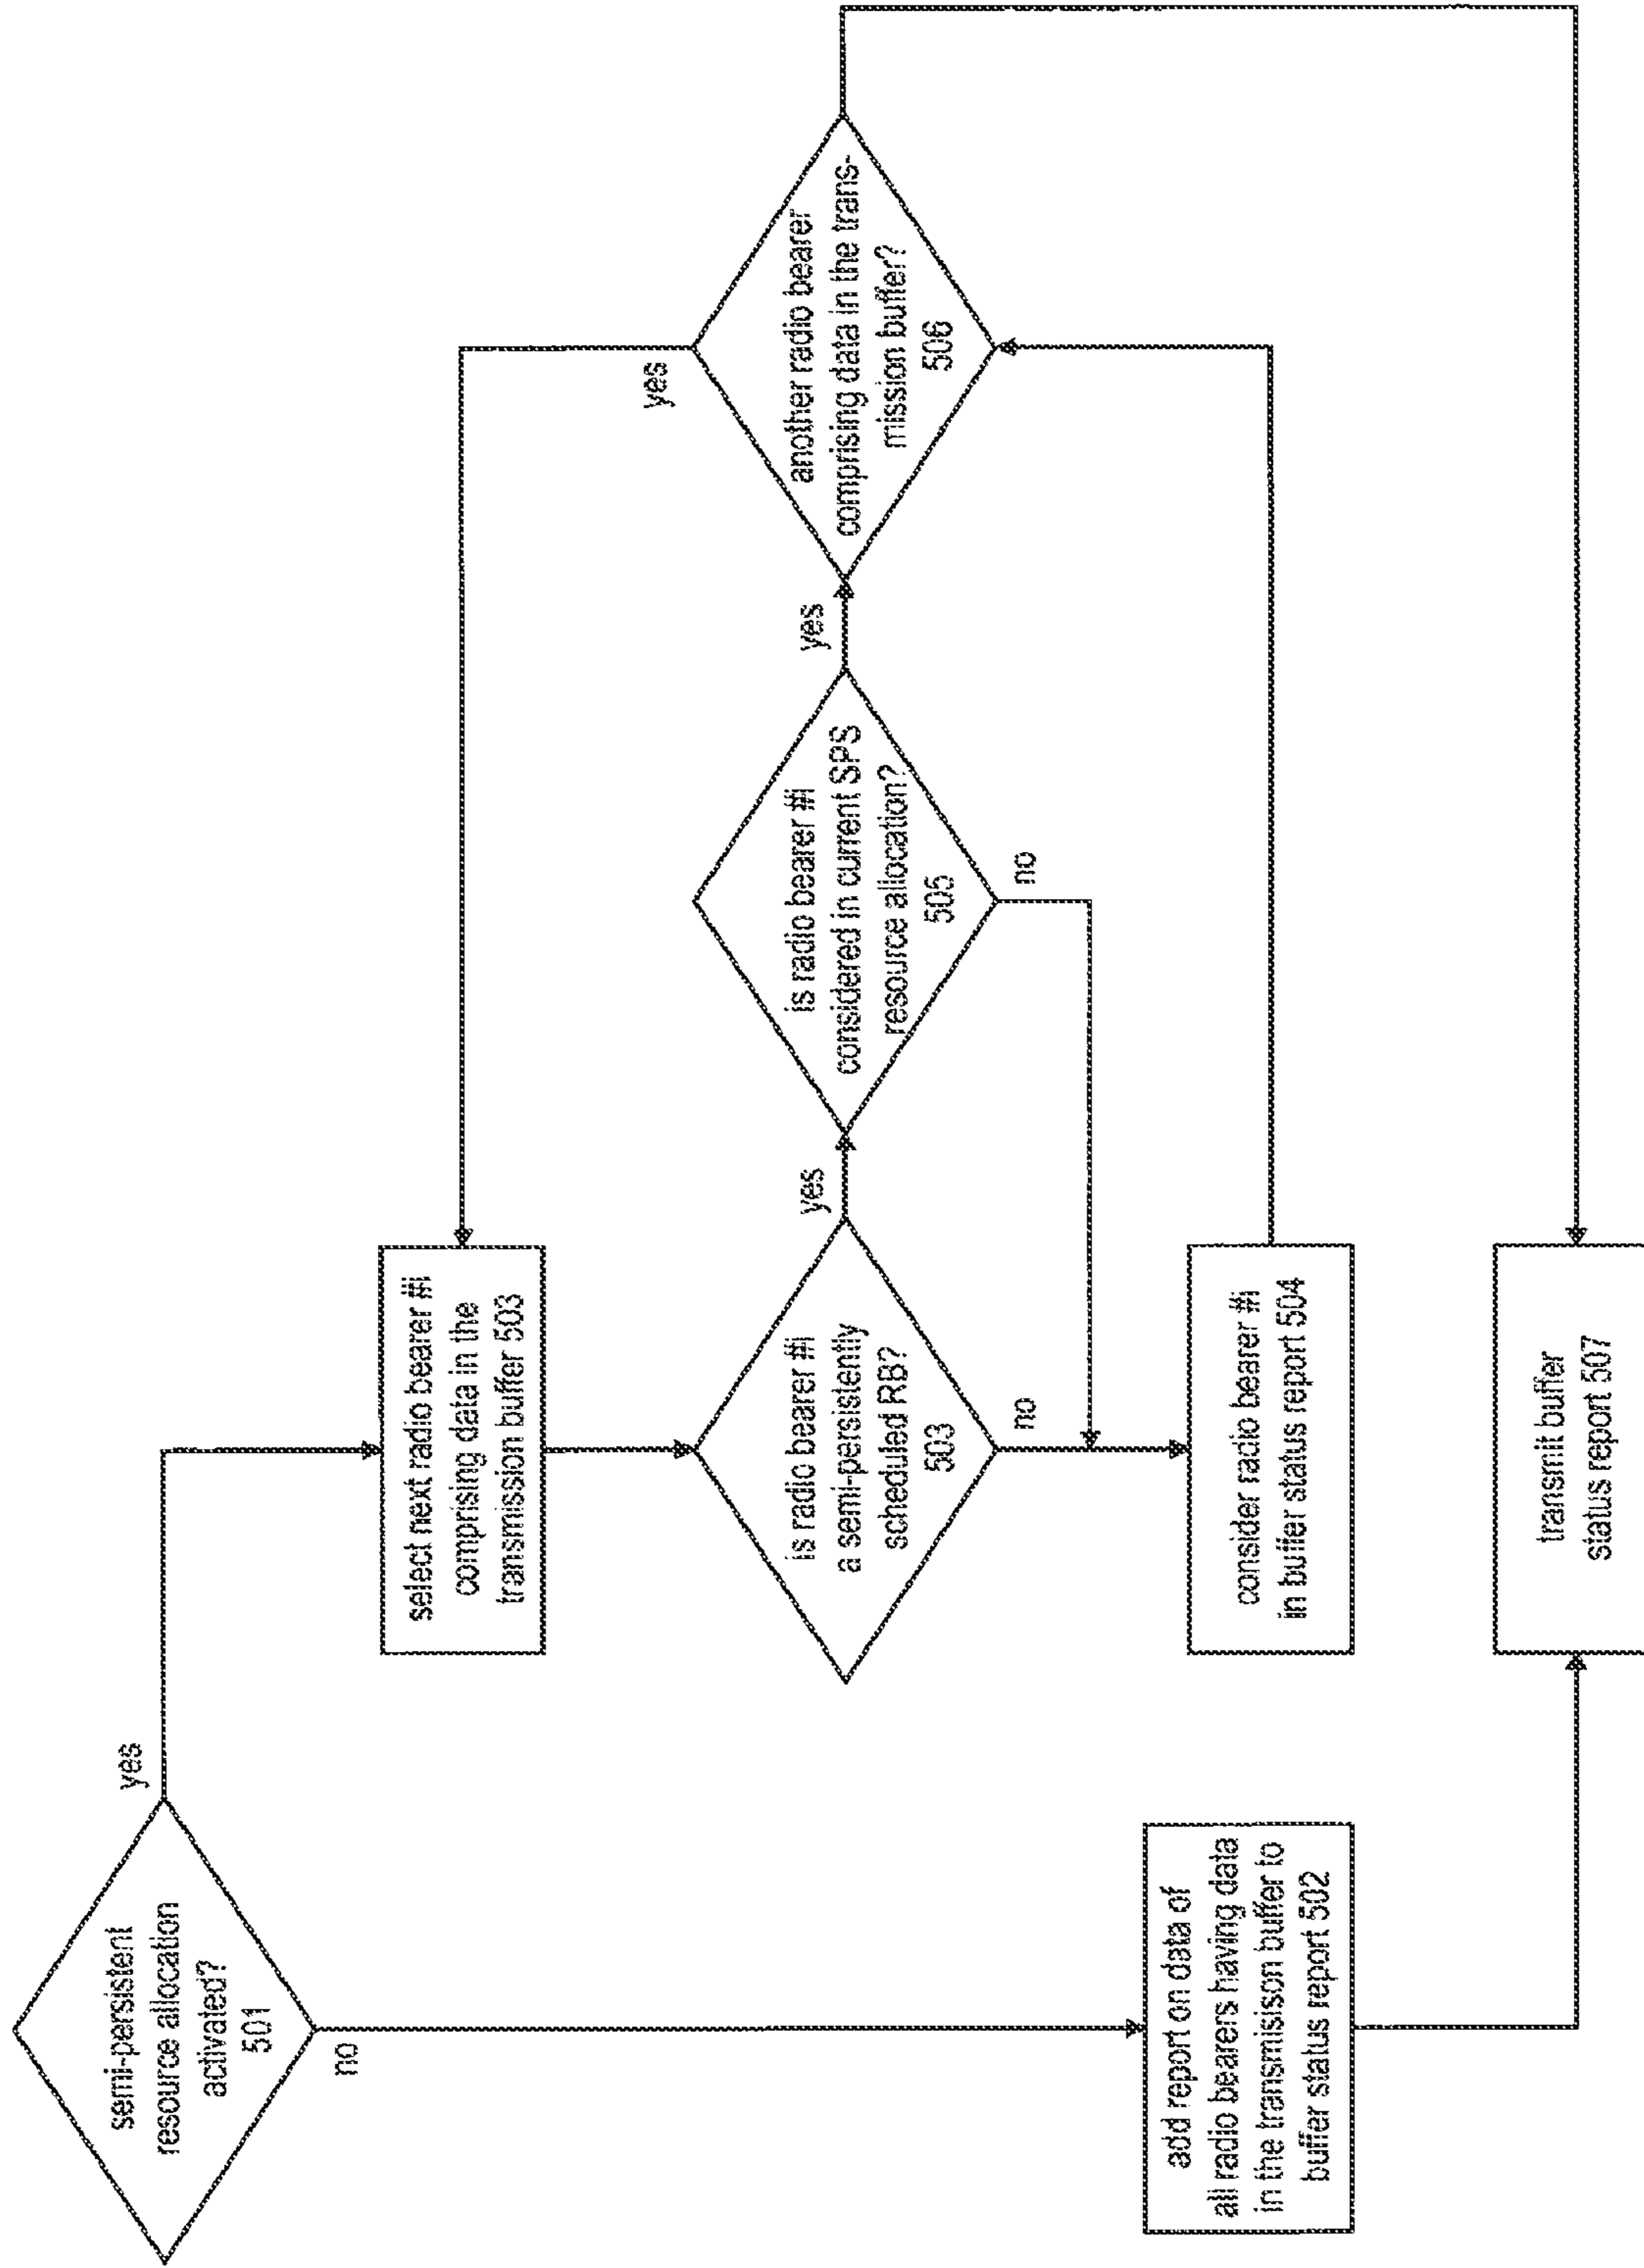 semi-persistent
resource allocation
activated?
501
yes
no
add report on data of
all radio bearers having data
in the transmisison buffer to
buffer status report 502
select next radio bearer #i
comprising data in the
transmission buffer 503
is radio bearer #i
a semi-persistently
scheduled RB?
503
yes
no
consider radio bearer #i
in buffer status report 504
is radio bearer #i
considered in current SPS
resource allocation?
505
yes
no
another radio bearer
comprising data in the trans-
mission buffer?
506
yes
transmit buffer
status report 507